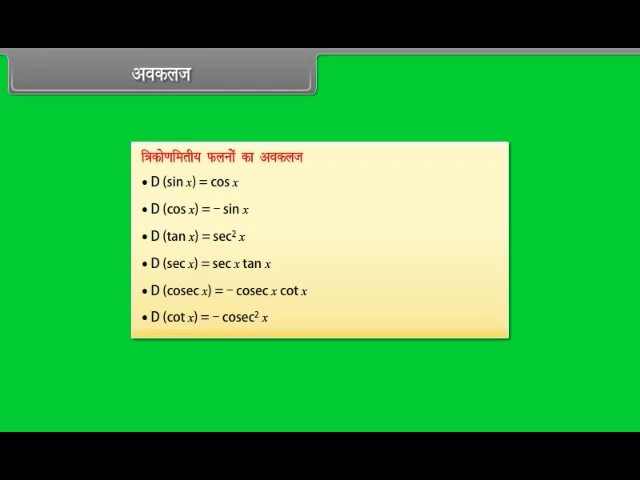 अवकलज
त्रिकोणमितीय फलनों का अवकलज
• D (sin x) = cos x
• D (cos x) = – sin x
• D (tan x) = sec² x
• D (sec x) = sec x tan x
• D (cosec x) = – cosec x cot x
• D (cot x) = – cosec² x